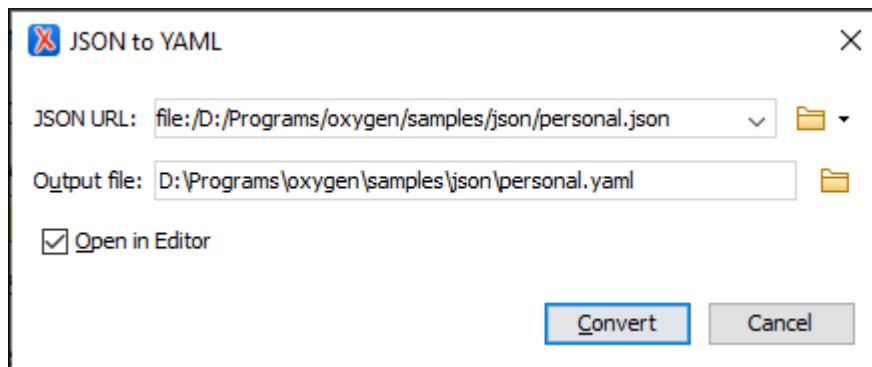 JSON to YAML
JSON URL: file:/D:/Programs/oxygen/samples/json/personal.json
Output file: D:\Programs\oxygen\samples\json\personal.yaml
Open in Editor
Convert Cancel